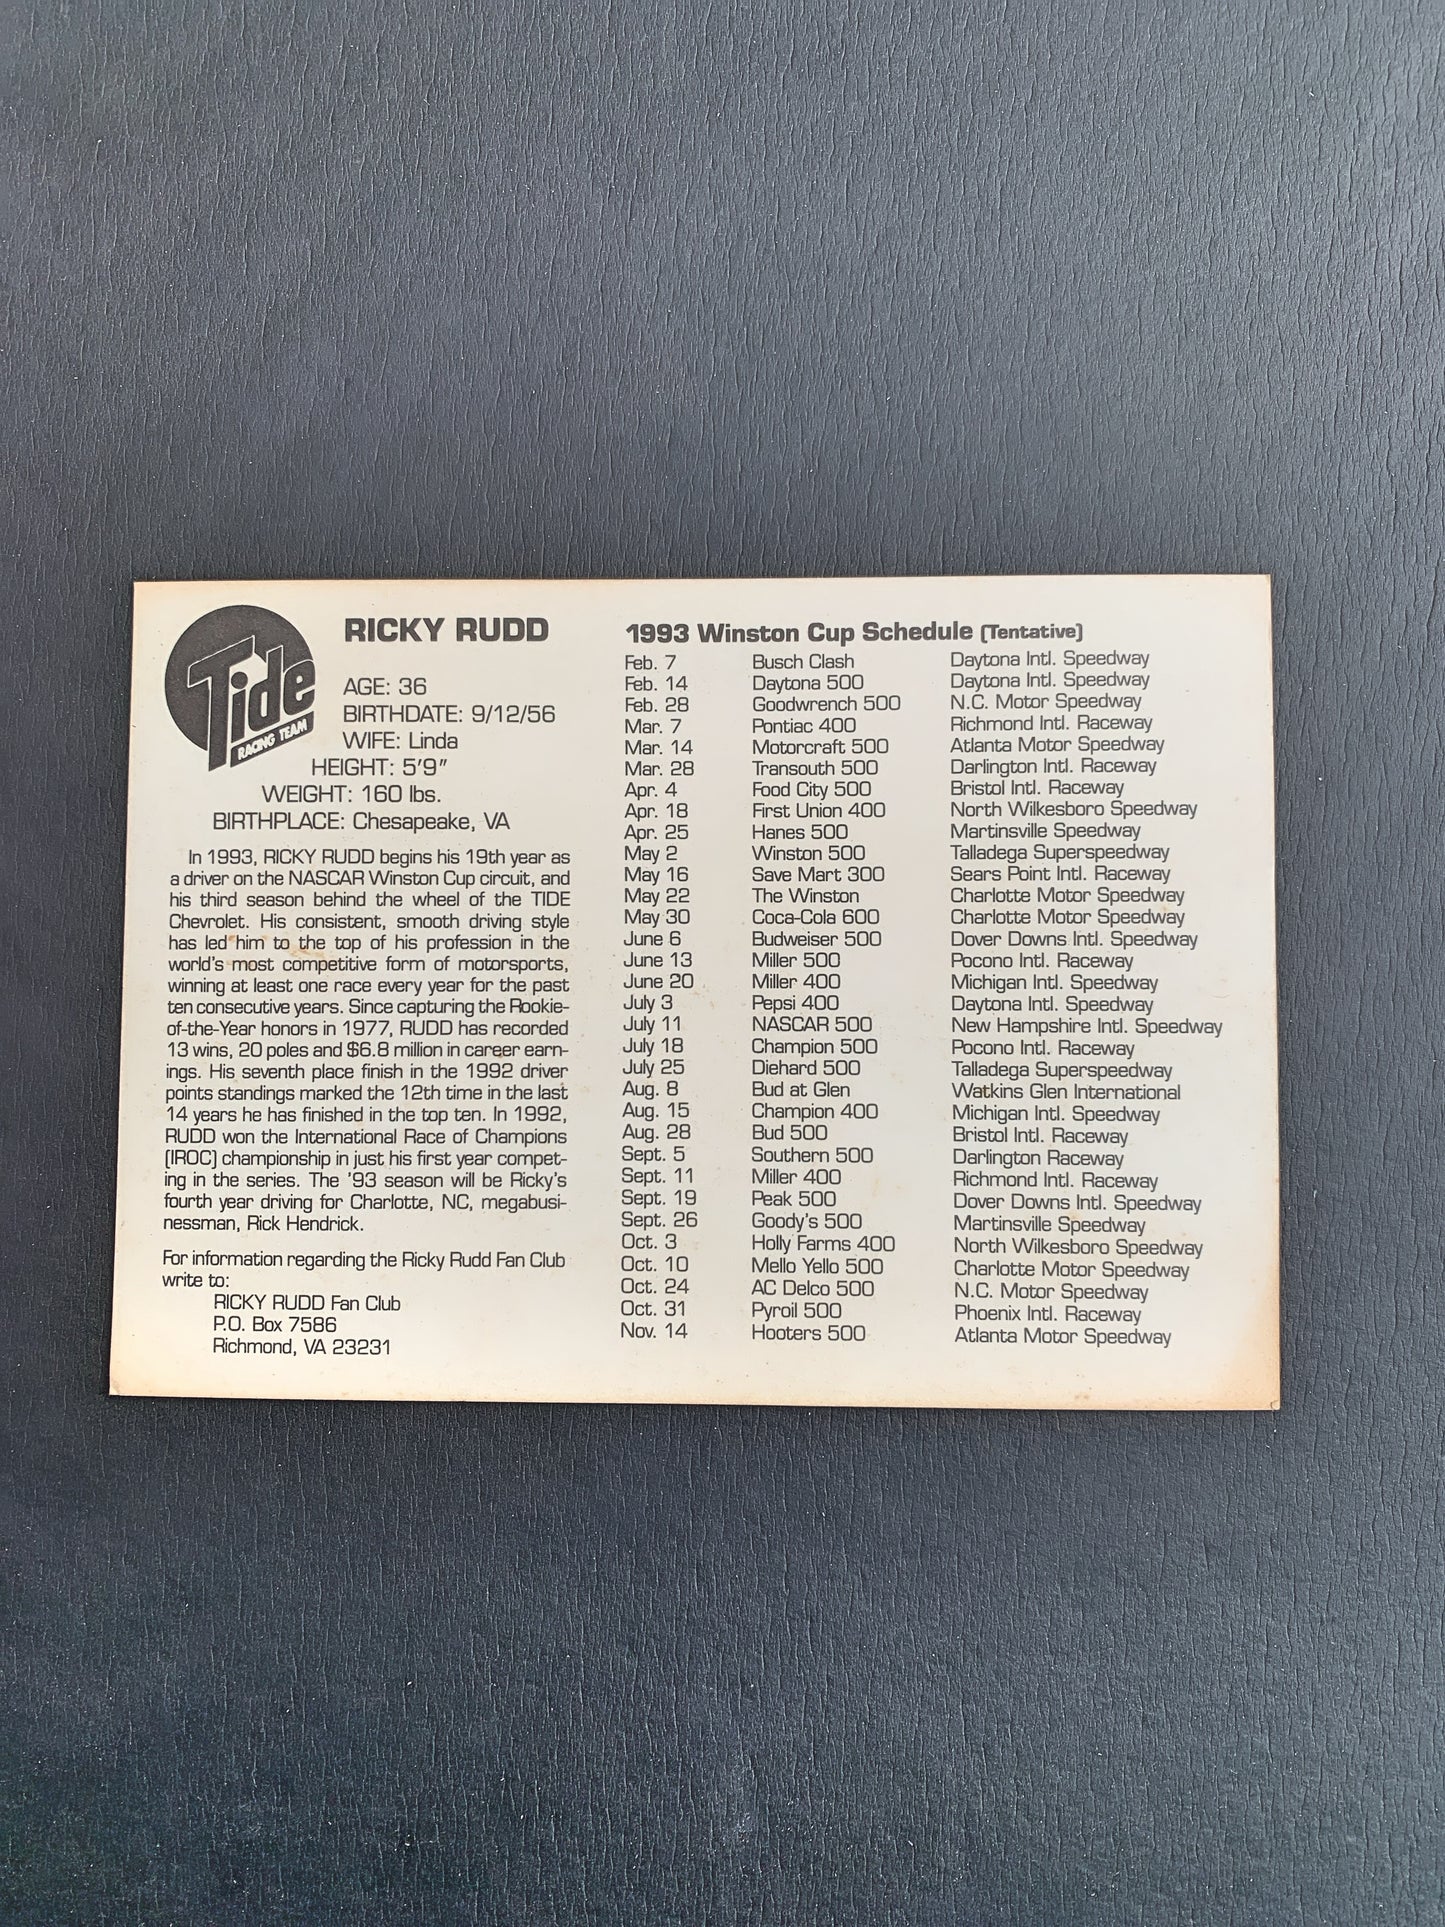 Tide
RACING TEAM
RICKY RUDD
AGE: 36
BIRTHDATE: 9/12/56
WIFE: Linda
HEIGHT: 5'9"
WEIGHT: 160 lbs.
BIRTHPLACE: Chesapeake, VA
In 1993, RICKY RUDD begins his 19th year as
a driver on the NASCAR Winston Cup circuit, and
his third season behind the wheel of the TIDE
Chevrolet. His consistent, smooth driving style
has led him to the top of his profession in the
world's most competitive form of motorsports,
winning at least one race every year for the past
ten consecutive years. Since capturing the Rookie-
of-the-Year honors in 1977, RUDD has recorded
13 wins, 20 poles and $6.8 million in career earn-
ings. His seventh place finish in the 1992 driver
points standings marked the 12th time in the last
14 years he has finished in the top ten. In 1992,
RUDD won the International Race of Champions
(IROC) championship in just his first year compet-
ing in the series. The '93 season will be Ricky's
fourth year driving for Charlotte, NC, megabusi-
nessman, Rick Hendrick.
For information regarding the Ricky Rudd Fan Club
write to:
RICKY RUDD Fan Club
P.O. Box 7586
Richmond, VA 23231
1993 Winston Cup Schedule (Tentative)
Feb. 7 Busch Clash Daytona Intl. Speedway
Feb. 14 Daytona 500 Daytona Intl. Speedway
Feb. 28 Goodwrench 500 N.C. Motor Speedway
Mar. 7 Pontiac 400 Richmond Intl. Raceway
Mar. 14 Motorcraft 500 Atlanta Motor Speedway
Mar. 28 Transouth 500 Darlington Intl. Raceway
Apr. 4 Food City 500 Bristol Intl. Raceway
Apr. 18 First Union 400 North Wilkesboro Speedway
Apr. 25 Hanes 500 Martinsville Speedway
May 2 Winston 500 Talladega Superspeedway
May 16 Save Mart 300 Sears Point Intl. Raceway
May 22 The Winston Charlotte Motor Speedway
May 30 Coca-Cola 600 Charlotte Motor Speedway
June 6 Budweiser 500 Dover Downs Intl. Speedway
June 13 Miller 500 Pocono Intl. Raceway
June 20 Miller 400 Michigan Intl. Speedway
July 3 Pepsi 400 Daytona Intl. Speedway
July 11 NASCAR 500 New Hampshire Intl. Speedway
July 18 Champion 500 Pocono Intl. Raceway
July 25 Diehard 500 Talladega Superspeedway
Aug. 8 Bud at Glen Watkins Glen International
Aug. 15 Champion 400 Michigan Intl. Speedway
Aug. 28 Bud 500 Bristol Intl. Raceway
Sept. 5 Southern 500 Darlington Raceway
Sept. 11 Miller 400 Richmond Intl. Raceway
Sept. 19 Peak 500 Dover Downs Intl. Speedway
Sept. 26 Goody's 500 Martinsville Speedway
Oct. 3 Holly Farms 400 North Wilkesboro Speedway
Oct. 10 Mello Yello 500 Charlotte Motor Speedway
Oct. 24 AC Delco 500 N.C. Motor Speedway
Oct. 31 Pyroil 500 Phoenix Intl. Raceway
Nov. 14 Hooters 500 Atlanta Motor Speedway